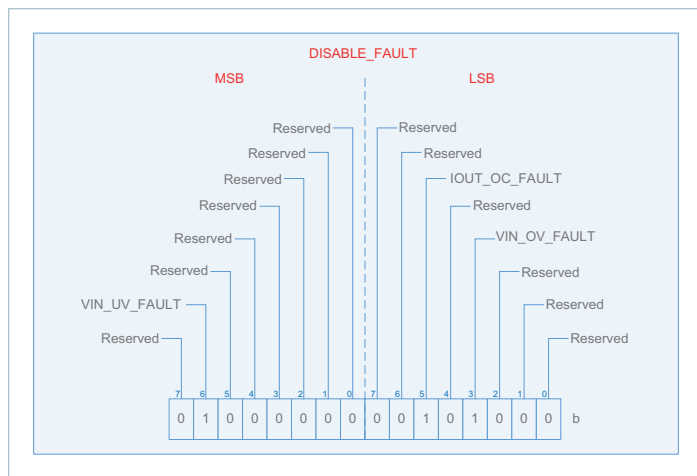 DISABLE_FAULT
MSB LSB
Reserved Reserved
Reserved Reserved
Reserved IOUT_OC_FAULT
Reserved Reserved
Reserved VIN_OV_FAULT
Reserved Reserved
VIN_UV_FAULT Reserved
Reserved Reserved
7 6 5 4 3 2 1 0 7 6 5 4 3 2 1 0
0 1 0 0 0 0 0 0 0 0 1 0 1 0 0 0 b